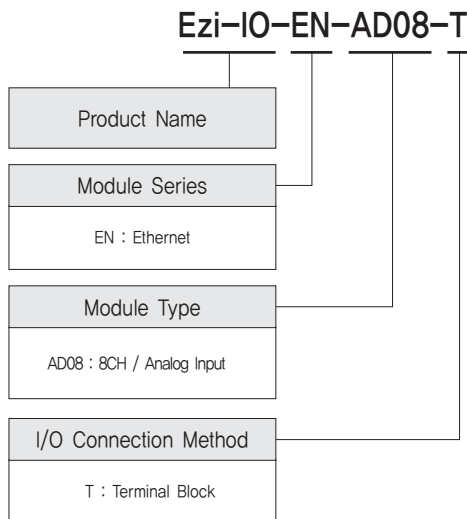 Ezi-IO-EN-AD08-T
Product Name
Module Series
EN : Ethernet
Module Type
AD08 : 8CH / Analog Input
I/O Connection Method
T : Terminal Block